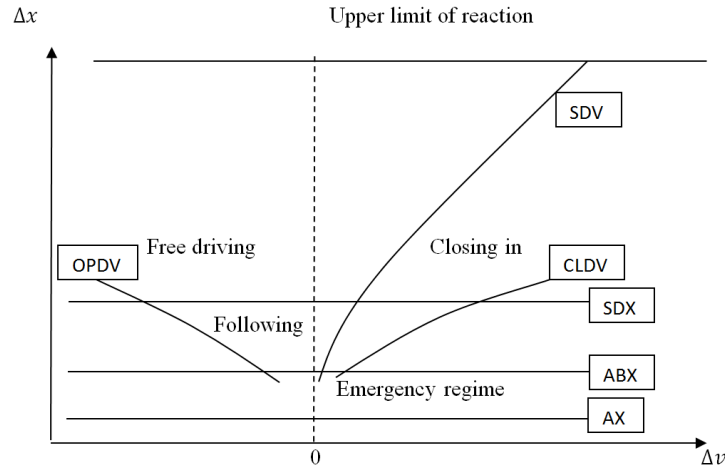 Δx
Upper limit of reaction
SDV
Free driving
Closing in
OPDV
CLDV
SDX
Following
ABX
Emergency regime
AX
0
Δv